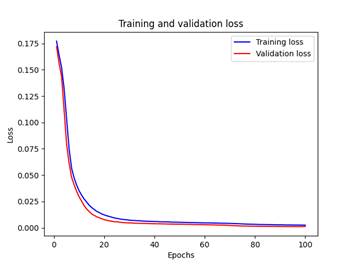 Training and validation loss
Training loss
Validation loss
0.175
0.150
0.125
0.100
0.075
0.050
0.025
0.000
Loss
0 20 40 60 80 100
Epochs